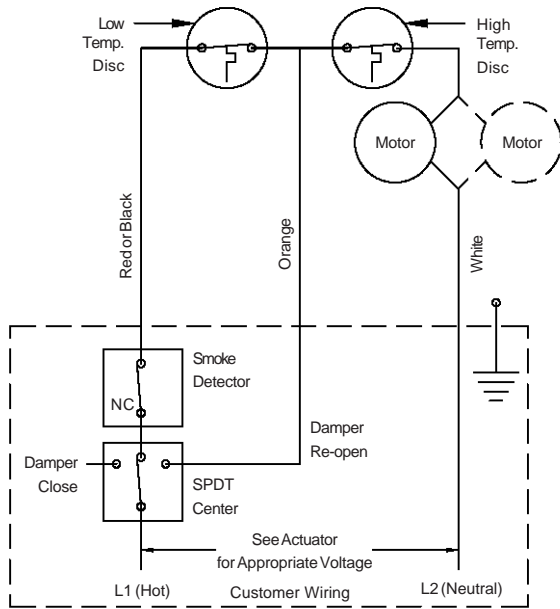 Low
Temp.
Disc
High
Temp.
Disc
Motor
Motor
Red or Black
Orange
White
Smoke
Detector
NC
Damper
Re-open
Damper
Close
SPDT
Center
See Actuator
for Appropriate Voltage
L1 (Hot)
Customer Wiring
L2 (Neutral)